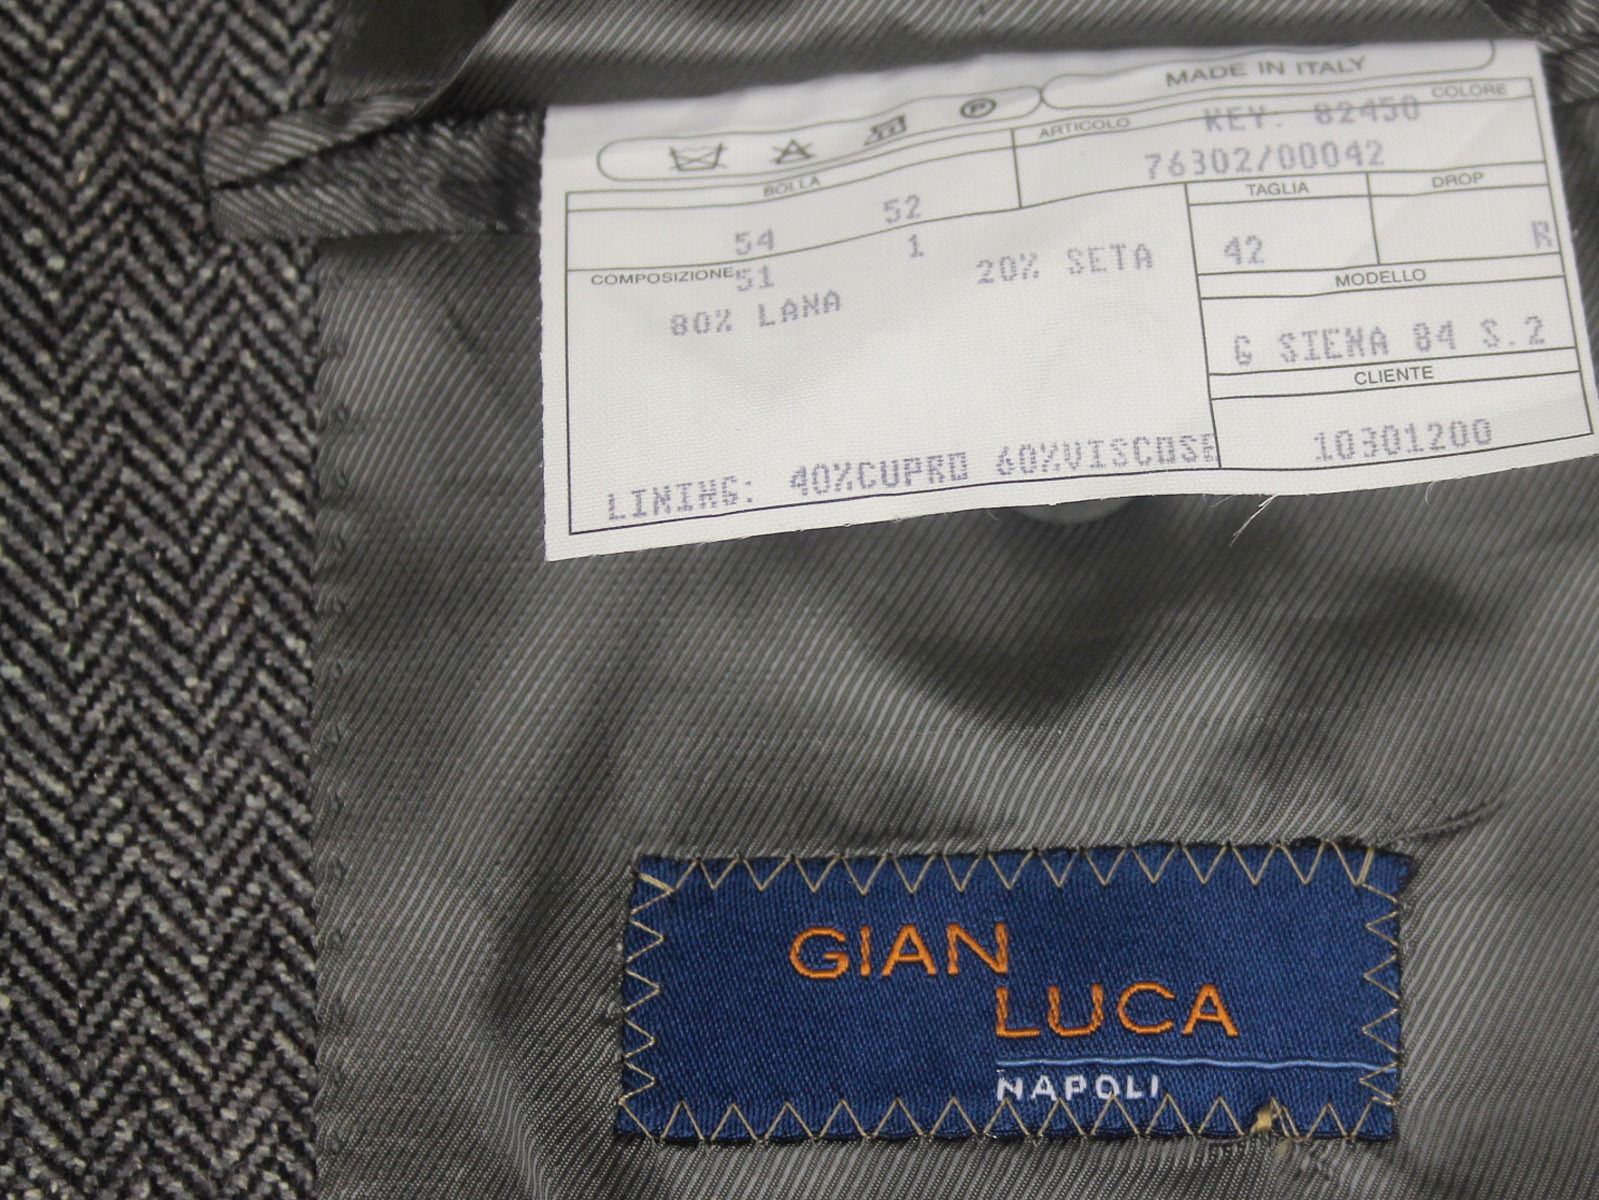 MADE IN ITALY
P
BOLLA
ARTICOLO
KEY. 82450
COLORE
76302/00042
54
52
51
1
TAGLIA
DROP
42
R
COMPOSIZIONE
80% LANA
20% SETA
MODELLO
G SIENA 84 S.2
CLIENTE
10301200
LINING: 40%CUPRO 60%VISCOSE
GIAN
LUCA
NAPOLI